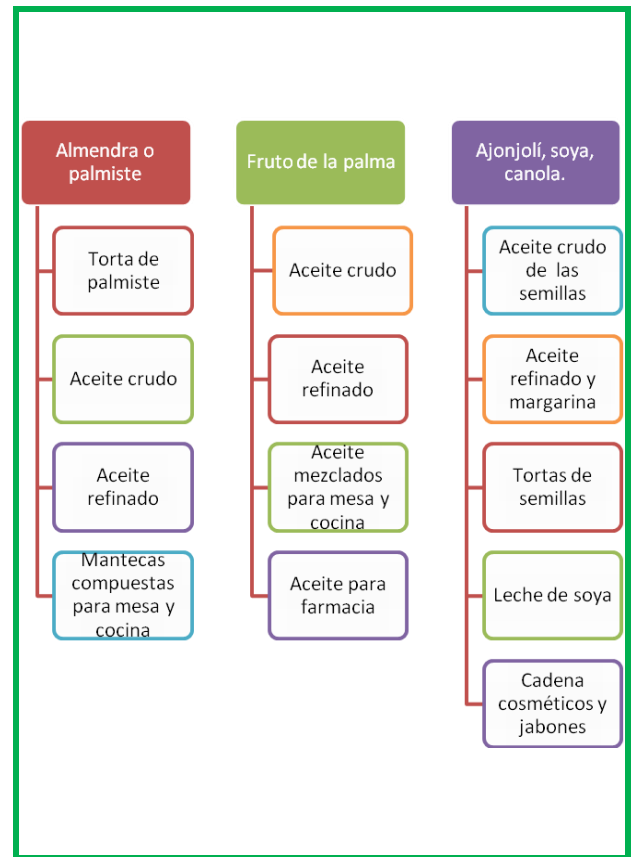 Almendra o
palmiste
Torta de
palmiste
Aceite crudo
Aceite
refinado
Mantecas
compuestas
para mesa y
cocina
Fruto de la palma
Aceite crudo
Aceite
refinado
Aceite
mezclados
para mesa y
cocina
Aceite para
farmacia
Ajonjolí, soya,
canola.
Aceite crudo
de las
semillas
Aceite
refinado y
margarina
Tortas de
semillas
Leche de soya
Cadena
cosméticos y
jabones